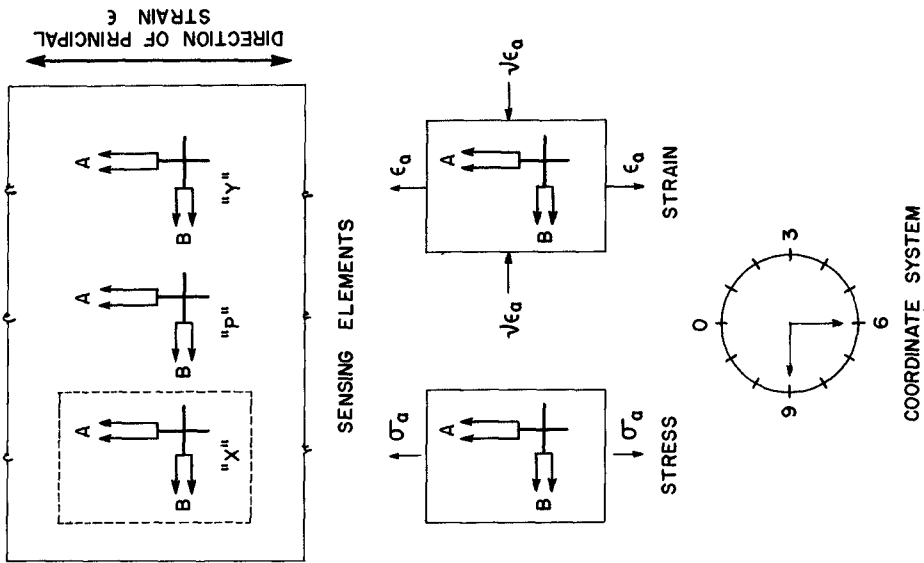 DIRECTION OF PRINCIPAL
STRAIN ϵ
A
B
"X"
A
B
"P"
A
B
"Y"
SENSING ELEMENTS
σa
A
B
σa
STRESS
ϵa
νϵa
A
B
νϵa
ϵa
STRAIN
0
3
6
9
COORDINATE SYSTEM